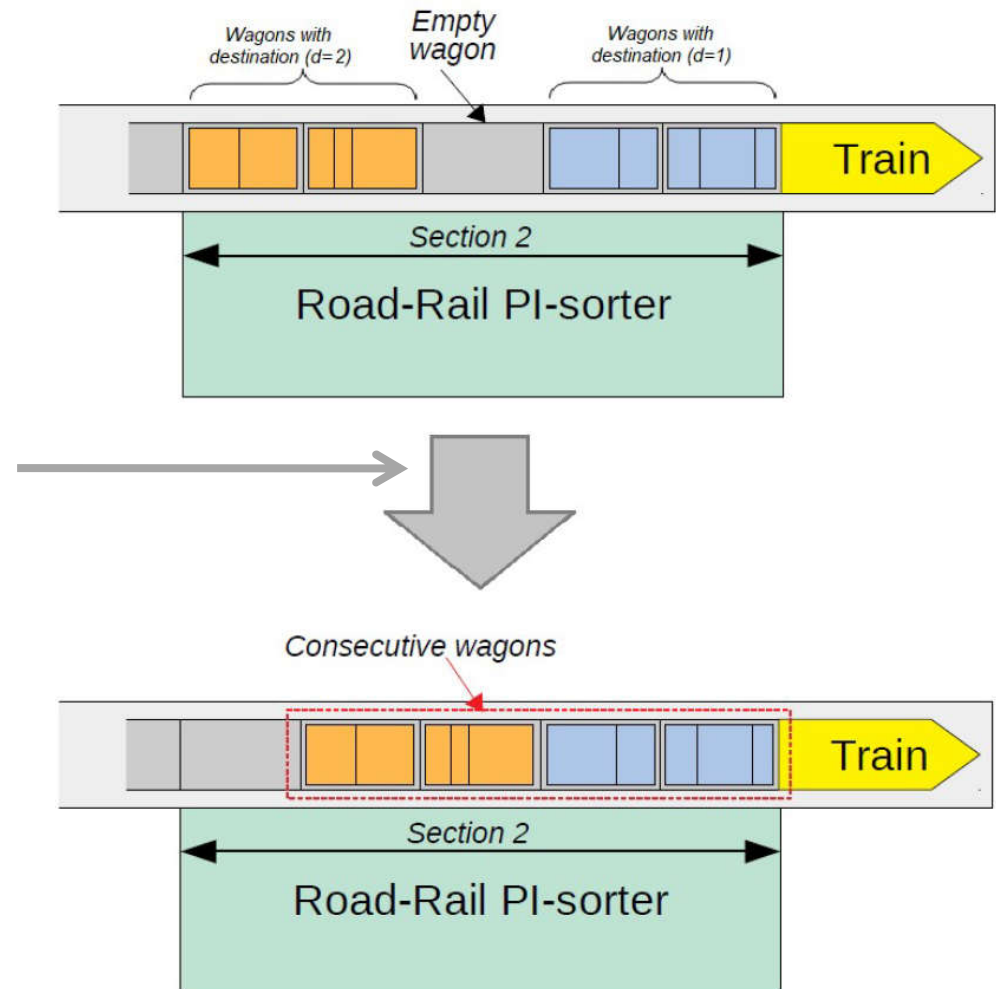 Wagons with
destination (d=2)
Empty
wagon
Wagons with
destination (d=1)
Train
Section 2
Road-Rail PI-sorter
Consecutive wagons
Train
Section 2
Road-Rail PI-sorter